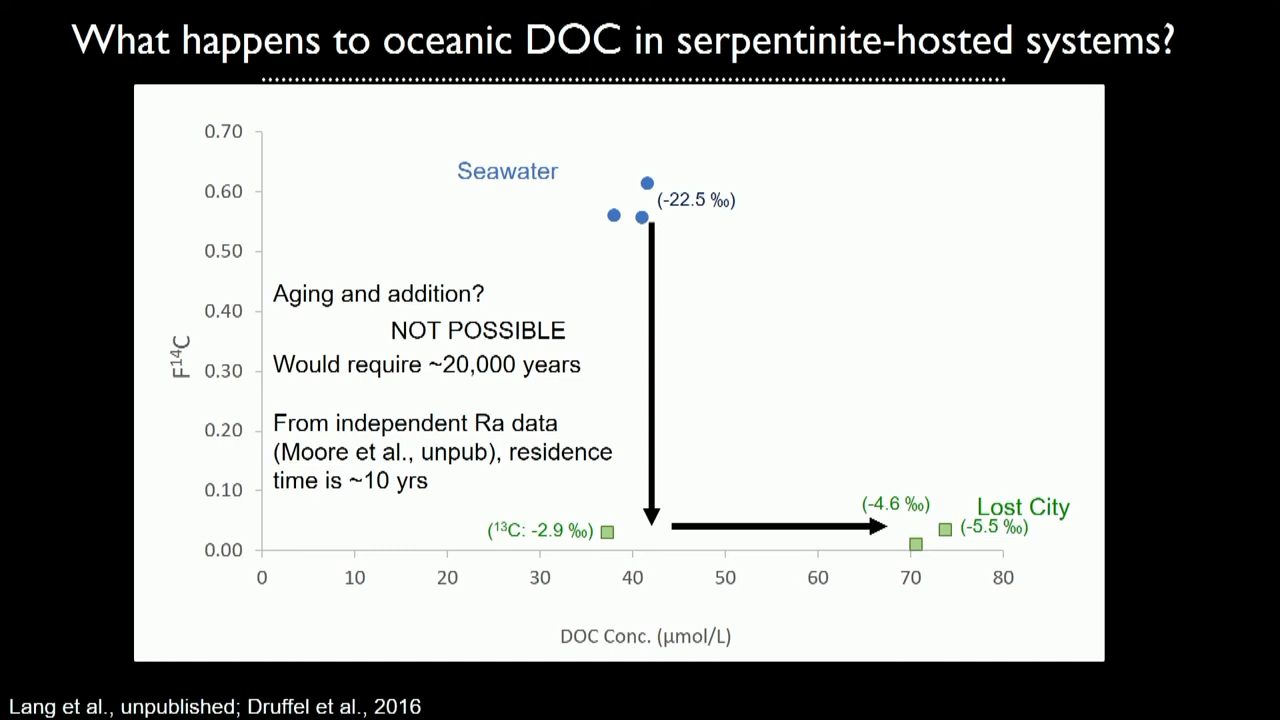 What happens to oceanic DOC in serpentinite-hosted systems?
0.70
Seawater
0.60
(-22.5 ‰)
0.50
Aging and addition?
0.40
NOT POSSIBLE
F¹⁴C
0.30
Would require ~20,000 years
0.20
From independent Ra data
(Moore et al., unpub), residence
time is ~10 yrs
0.10
(-4.6 ‰)
Lost City
(¹³C: -2.9 ‰)
(-5.5 ‰)
0.00
0 10 20 30 40 50 60 70 80
DOC Conc. (µmol/L)
Lang et al., unpublished; Druffel et al., 2016